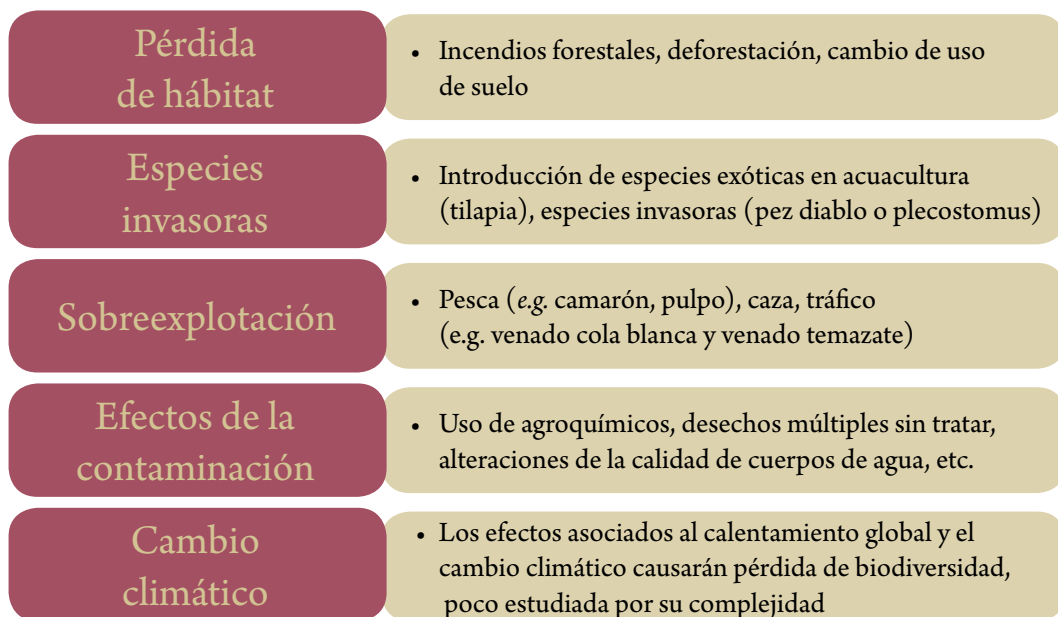 Pérdida
de hábitat
• Incendios forestales, deforestación, cambio de uso
de suelo
Especies
invasoras
• Introducción de especies exóticas en acuacultura
(tilapia), especies invasoras (pez diablo o plecostomus)
Sobreexplotación
• Pesca (e.g. camarón, pulpo), caza, tráfico
(e.g. venado cola blanca y venado temazate)
Efectos de la
contaminación
• Uso de agroquímicos, desechos múltiples sin tratar,
alteraciones de la calidad de cuerpos de agua, etc.
Cambio
climático
• Los efectos asociados al calentamiento global y el
cambio climático causarán pérdida de biodiversidad,
poco estudiada por su complejidad